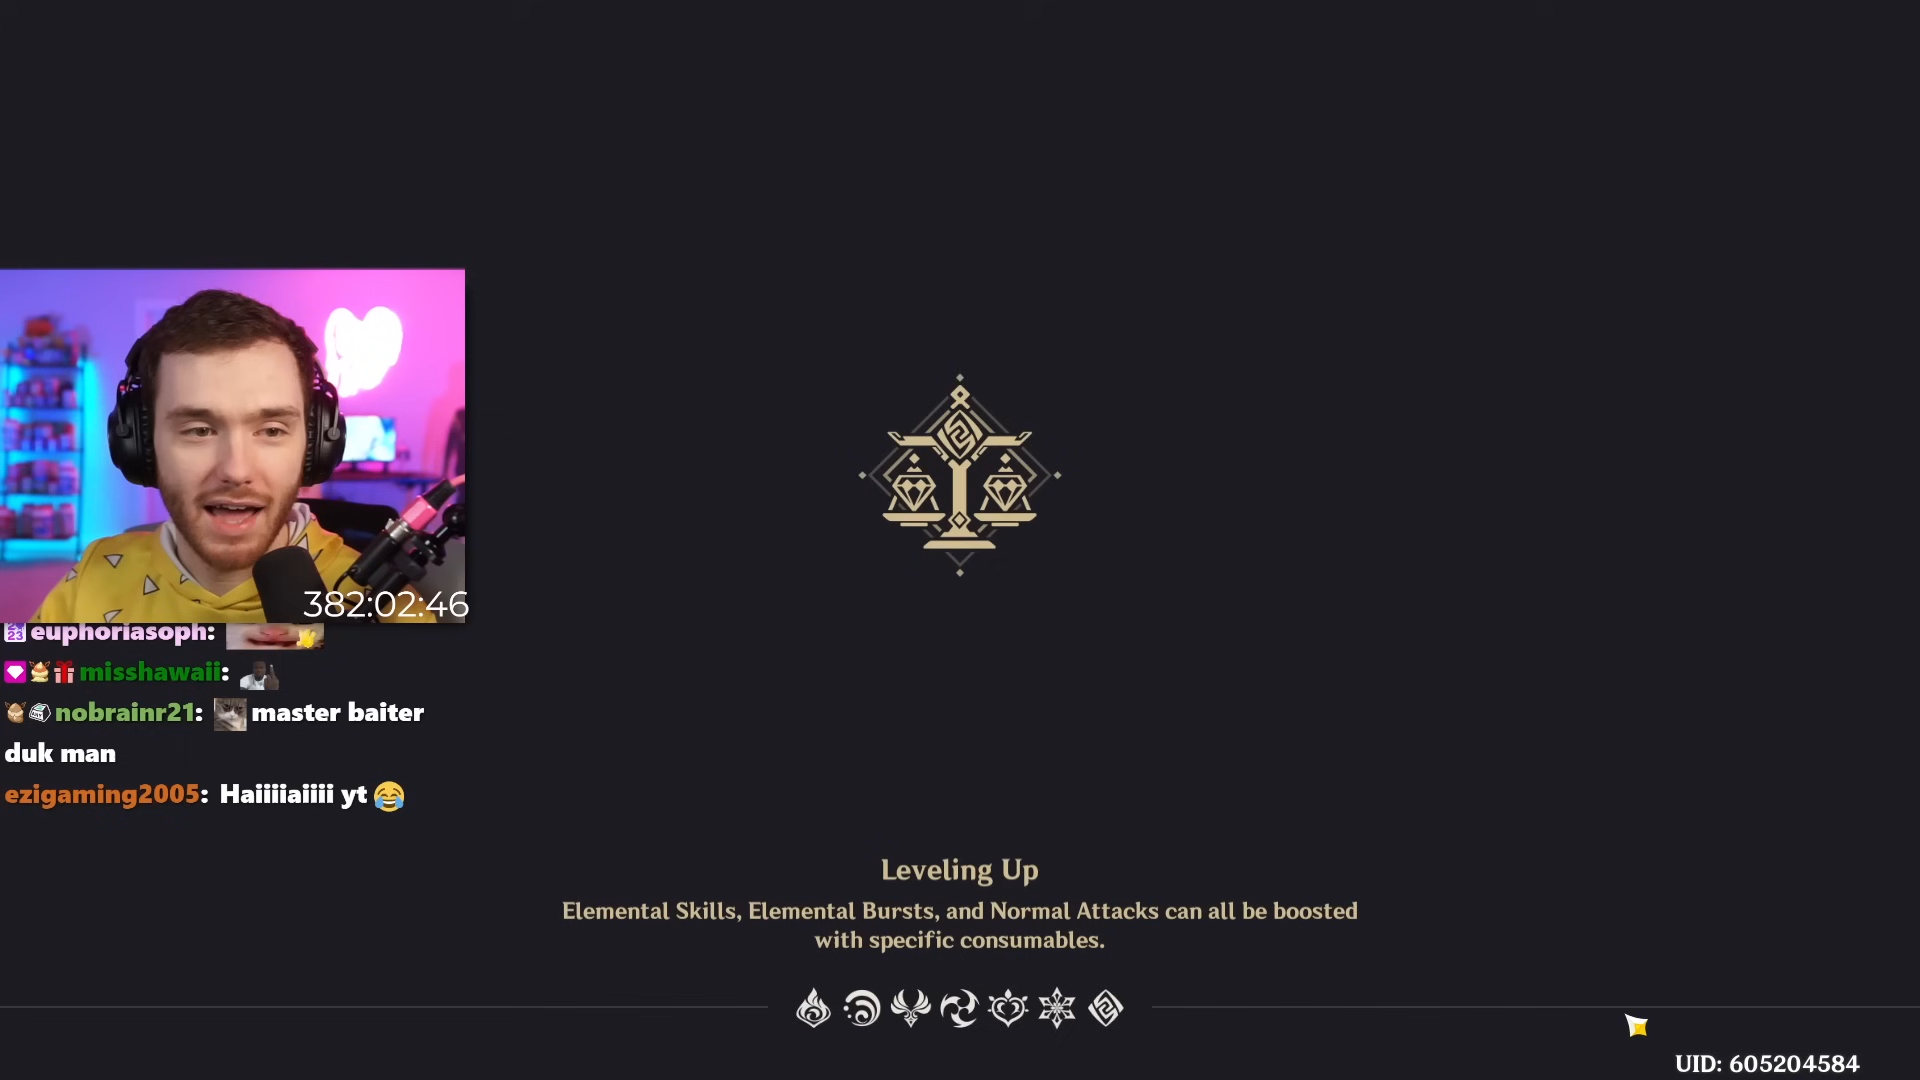 382:02:46
euphoriasoph:
misshawaii:
nobrainr21: master baiter
duk man
ezigaming2005: Haiiiiaiiii yt 😂
Leveling Up
Elemental Skills, Elemental Bursts, and Normal Attacks can all be boosted
with specific consumables.
UID: 605204584